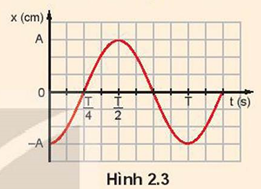 x (cm)
A
0
T/4 T/2 T t (s)
–A
Hình 2.3